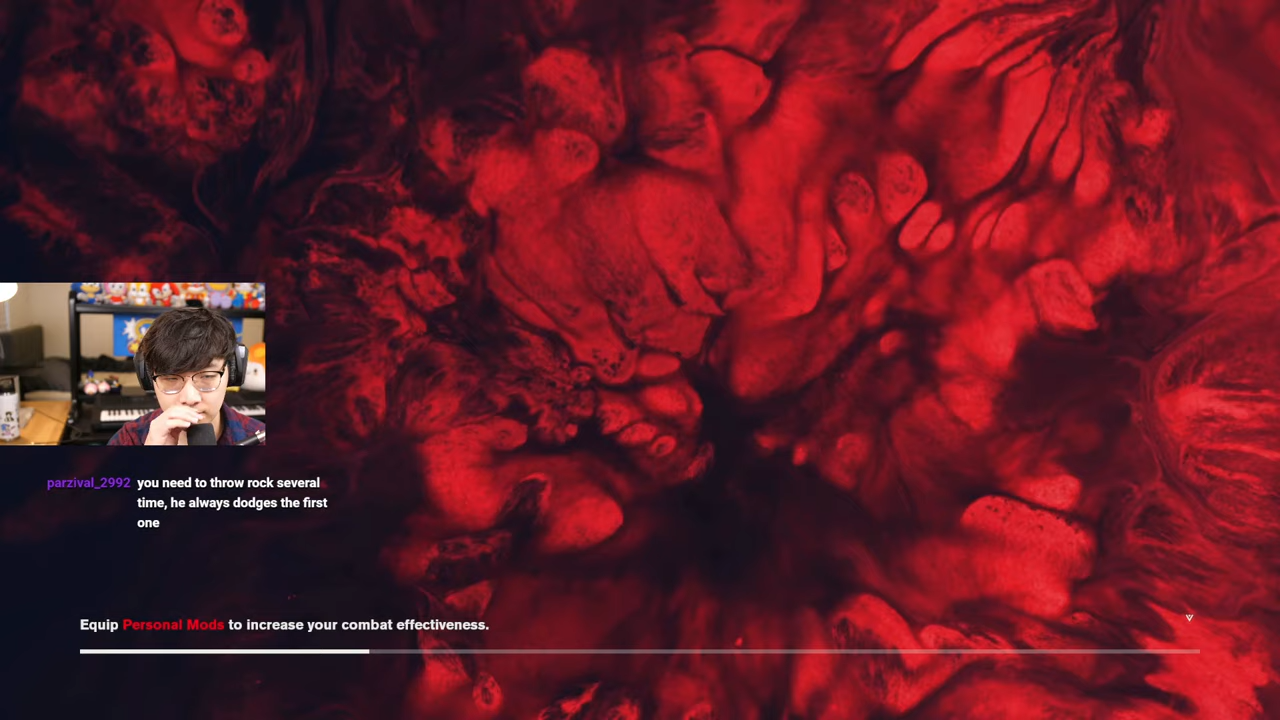 parzival_2992 you need to throw rock several
time, he always dodges the first
one
Equip Personal Mods to increase your combat effectiveness.